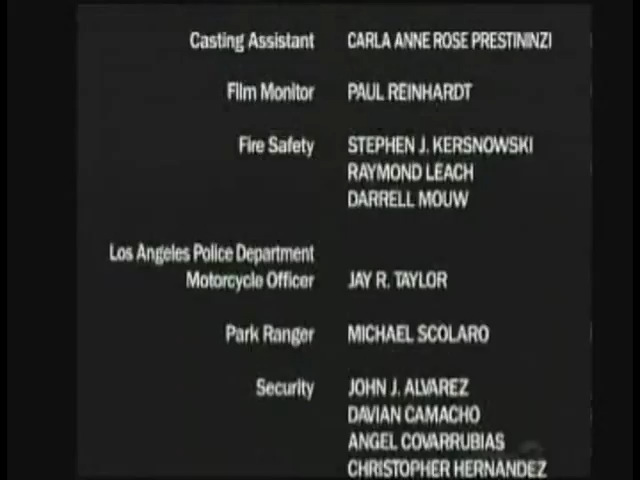 Casting Assistant CARLA ANNE ROSE PRESTININZI
Film Monitor PAUL REINHARDT
Fire Safety STEPHEN J. KERSNOWSKI
RAYMOND LEACH
DARRELL MOUW
Los Angeles Police Department
Motorcycle Officer JAY R. TAYLOR
Park Ranger MICHAEL SCOLARO
Security JOHN J. ALVAREZ
DAVIAN CAMACHO
ANGEL COVARRUBIAS
CHRISTOPHER HERNANDEZ